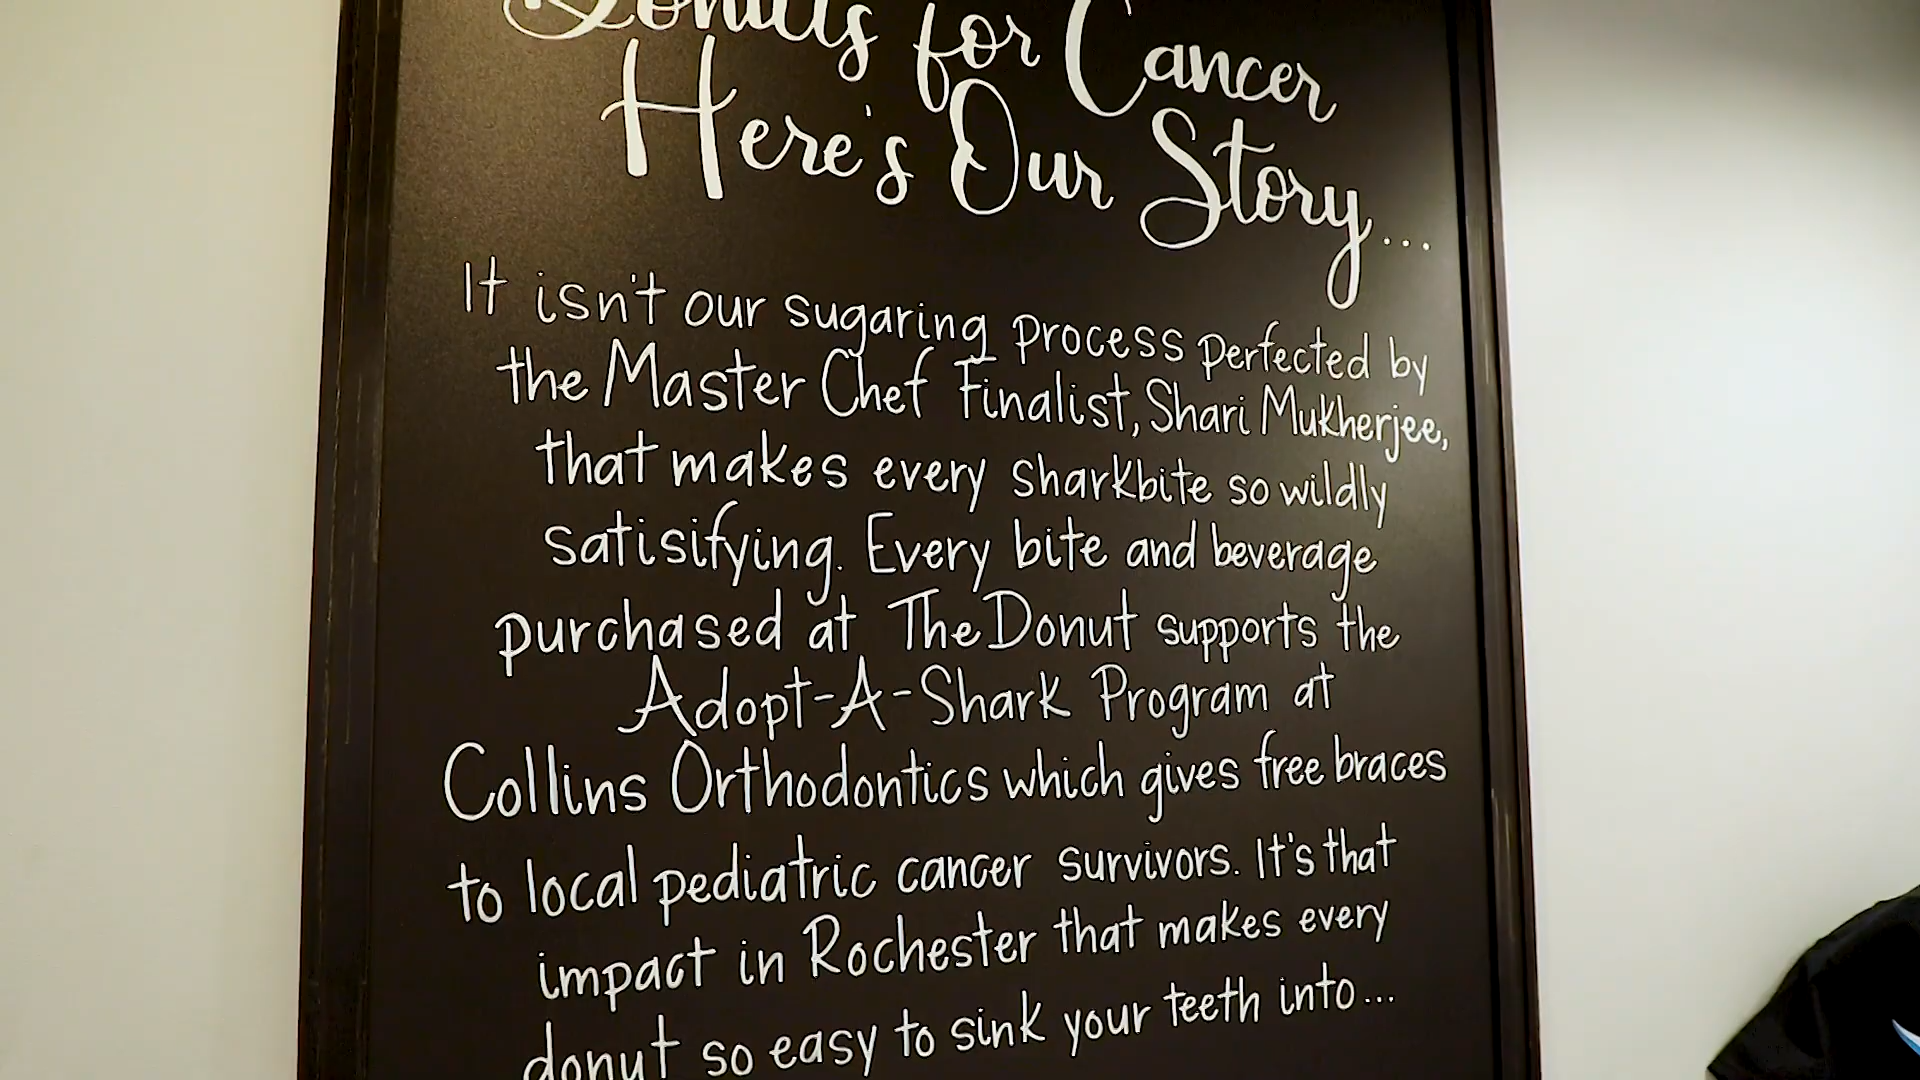 Donuts for Cancer
Here's Our Story...
It isn't our sugaring process perfected by
the Master Chef Finalist, Shari Mukherjee,
that makes every sharkbite so wildly
satisifying. Every bite and beverage
purchased at The Donut supports the
Adopt-A-Shark Program at
Collins Orthodontics which gives free braces
to local pediatric cancer survivors. It's that
impact in Rochester that makes every
donut so easy to sink your teeth into...